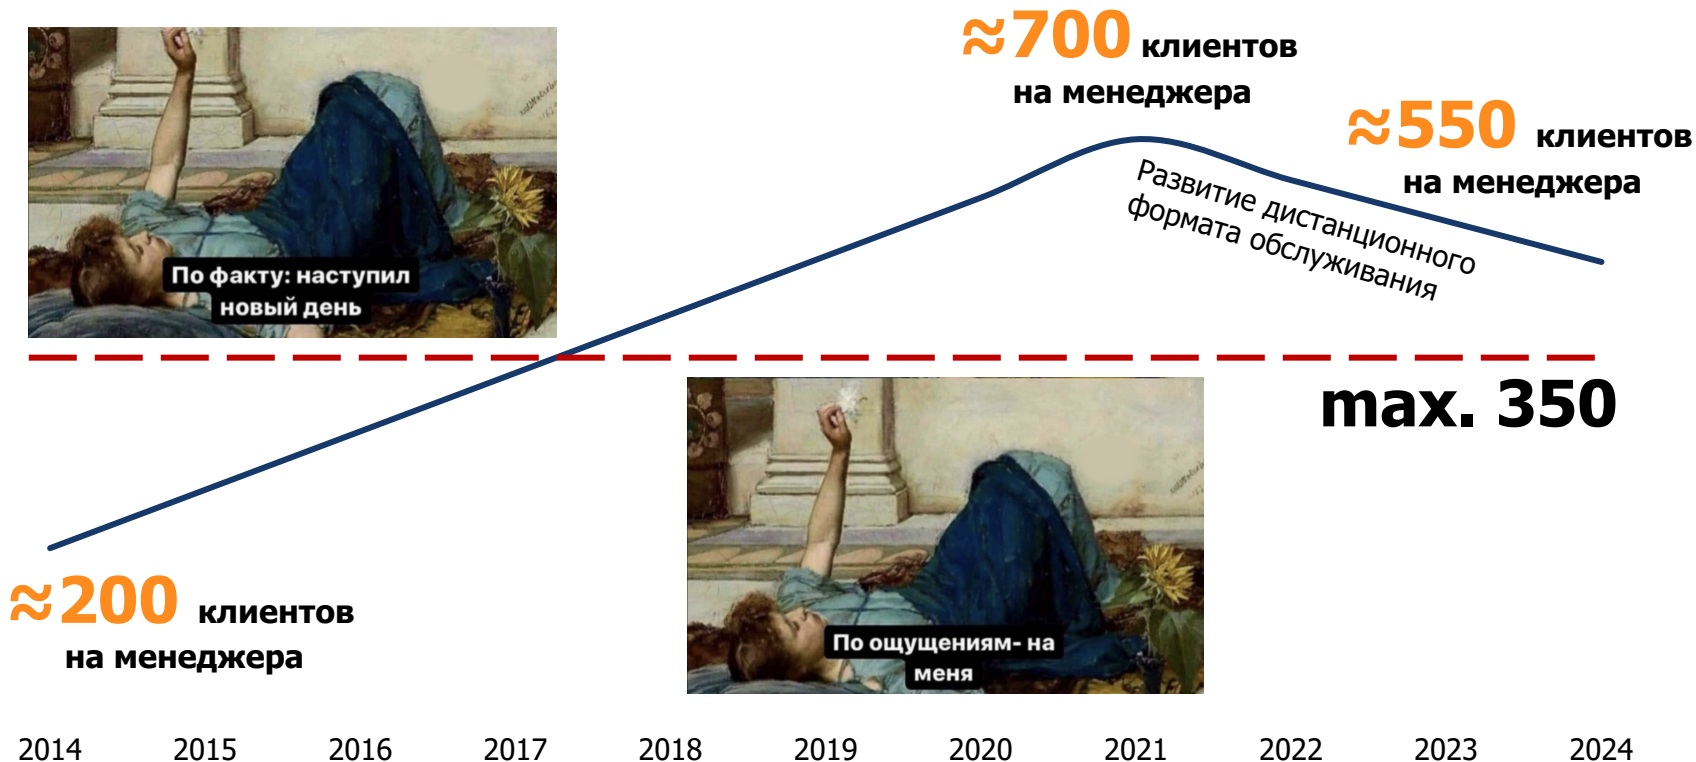 ≈700 клиентов
на менеджера
≈550 клиентов
на менеджера
Развитие дистанционного
формата обслуживания
По факту: наступил
новый день
max. 350
≈200 клиентов
на менеджера
По ощущениям- на
меня
2014 2015 2016 2017 2018 2019 2020 2021 2022 2023 2024